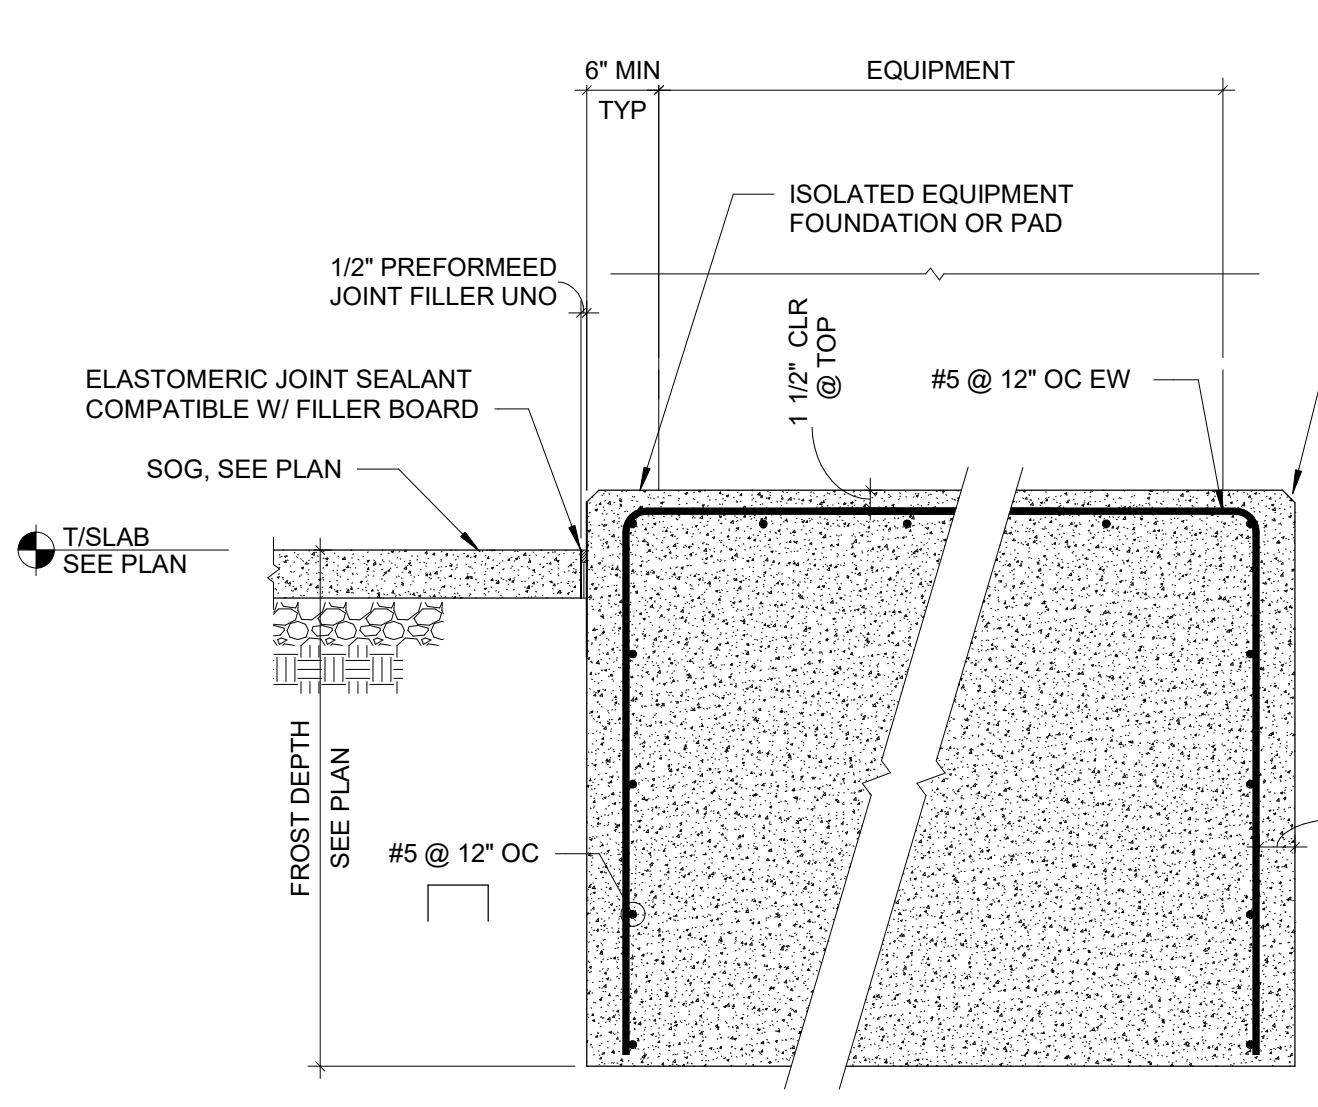 6" MIN
TYP
EQUIPMENT
ISOLATED EQUIPMENT
FOUNDATION OR PAD
1/2" PREFORMEED
JOINT FILLER UNO
1 1/2" CLR
@ TOP
#5 @ 12" OC EW
ELASTOMERIC JOINT SEALANT
COMPATIBLE W/ FILLER BOARD
SOG, SEE PLAN
T/SLAB
SEE PLAN
FROST DEPTH
SEE PLAN
#5 @ 12" OC